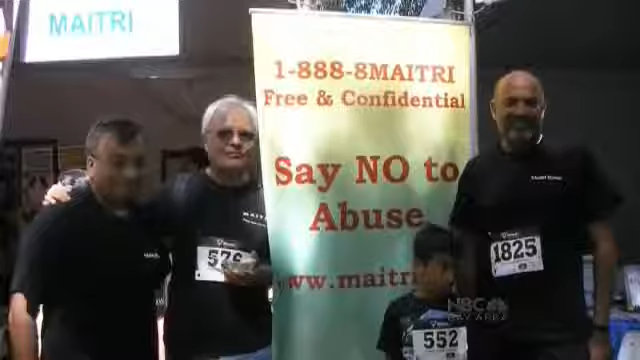 MAITRI
1-888-8MAITRI
Free & Confidential
Say NO to
Abuse
www.maitri
576
1825
552
NBC
BAY AREA